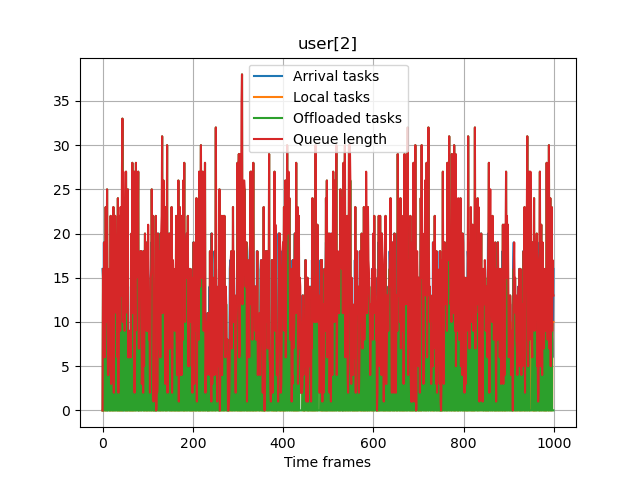 user[2]
Arrival tasks
Local tasks
Offloaded tasks
Queue length
35
30
25
20
15
10
5
0
0 200 400 600 800 1000
Time frames